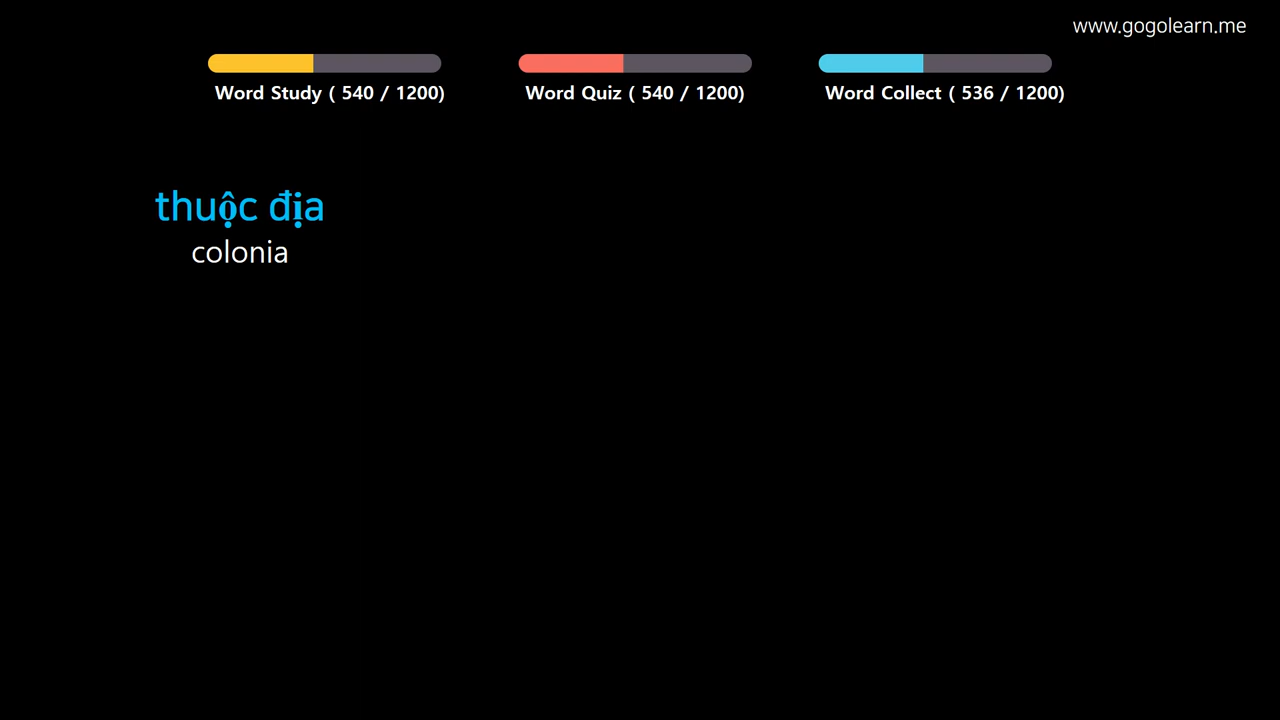 www.gogolearn.me
Word Study ( 540 / 1200)
Word Quiz ( 540 / 1200)
Word Collect ( 536 / 1200)
thuộc địa
colonia